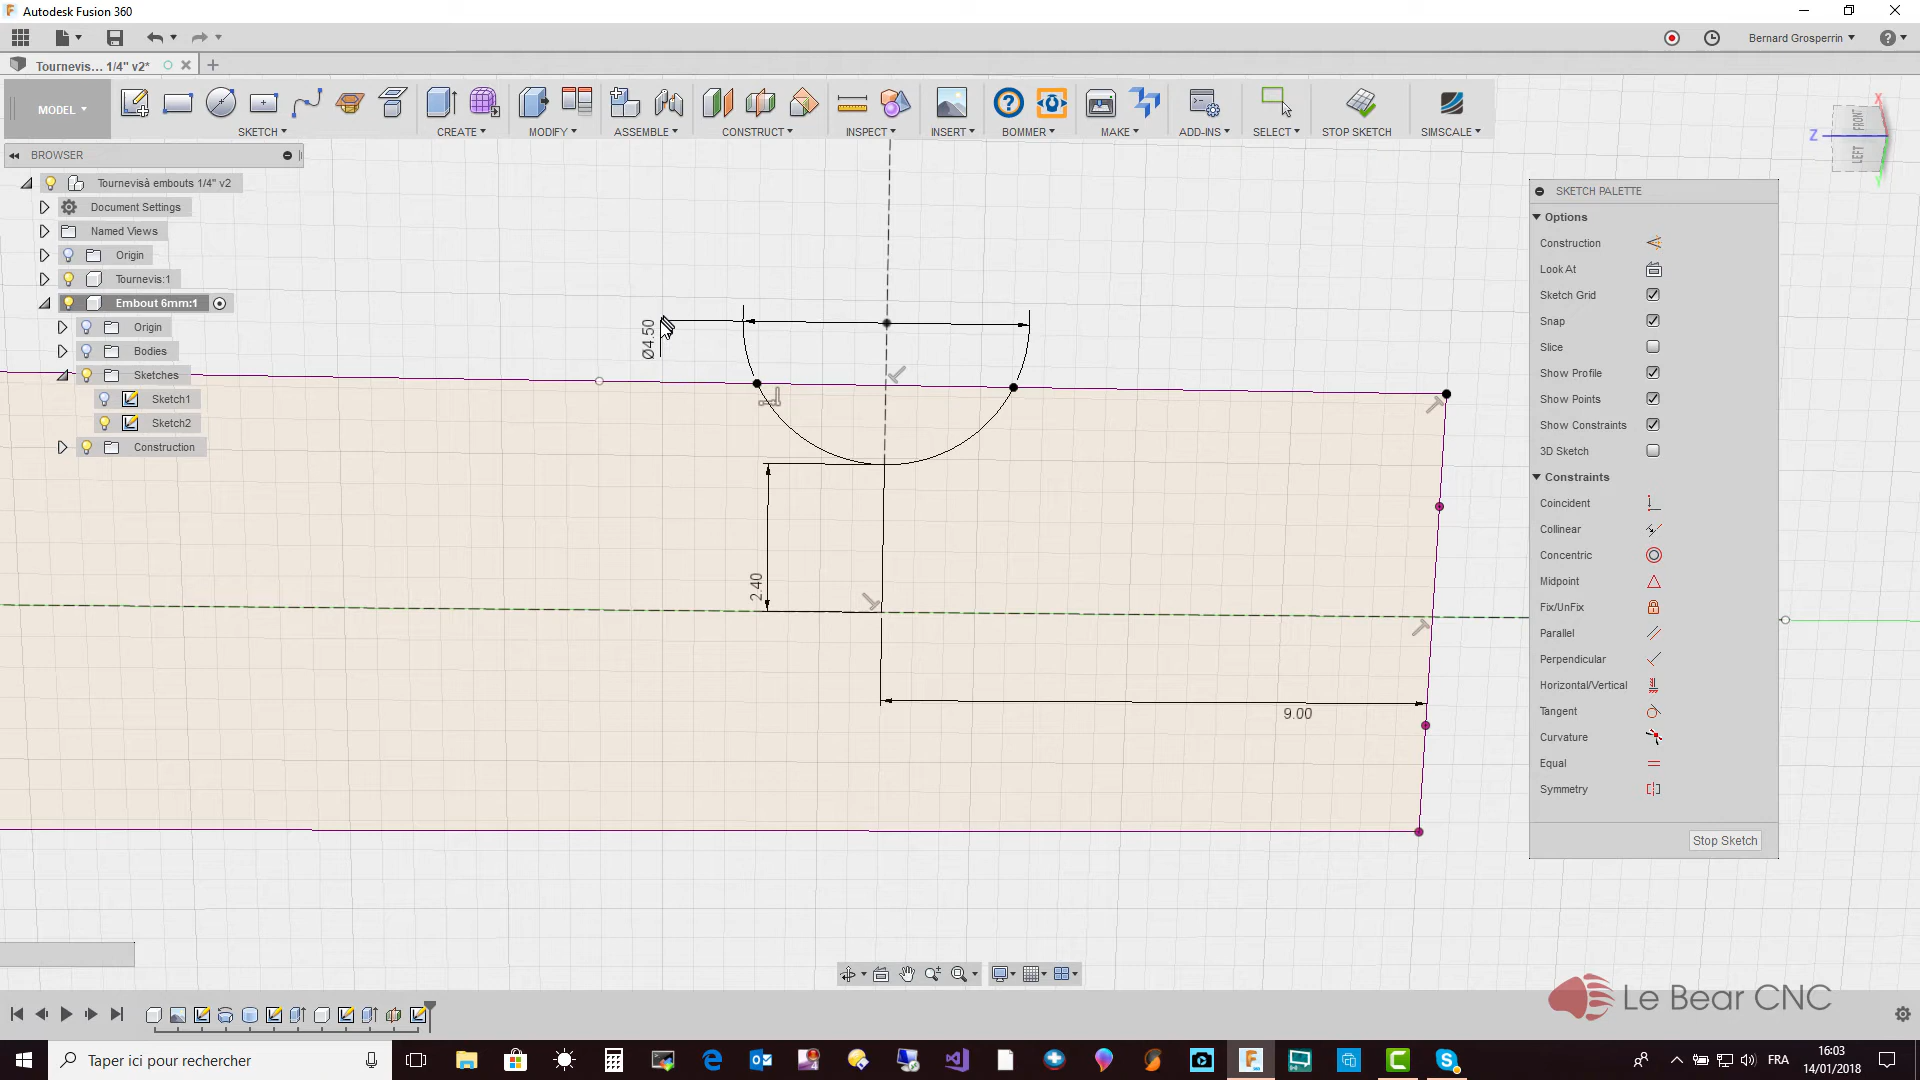 Autodesk Fusion 360
Bernard Grosperrin
Tournevis... 1/4" v2*
MODEL
SKETCH
CREATE
MODIFY
ASSEMBLE
CONSTRUCT
INSPECT
INSERT
BOMMER
MAKE
ADD-INS
SELECT
STOP SKETCH
SIMSCALE
BROWSER
Tournevisà embouts 1/4" v2
Document Settings
Named Views
Origin
Tournevis:1
Embout 6mm:1
Origin
Bodies
Sketches
Sketch1
Sketch2
Construction
X
Z
Y
FRONT
LEFT
Ø4.50
2.40
9.00
SKETCH PALETTE
Options
Construction
Look At
Sketch Grid
Snap
Slice
Show Profile
Show Points
Show Constraints
3D Sketch
Constraints
Coincident
Collinear
Concentric
Midpoint
Fix/UnFix
Parallel
Perpendicular
Horizontal/Vertical
Tangent
Curvature
Equal
Symmetry
Stop Sketch
Le Bear CNC
Taper ici pour rechercher
FRA
16:03
14/01/2018